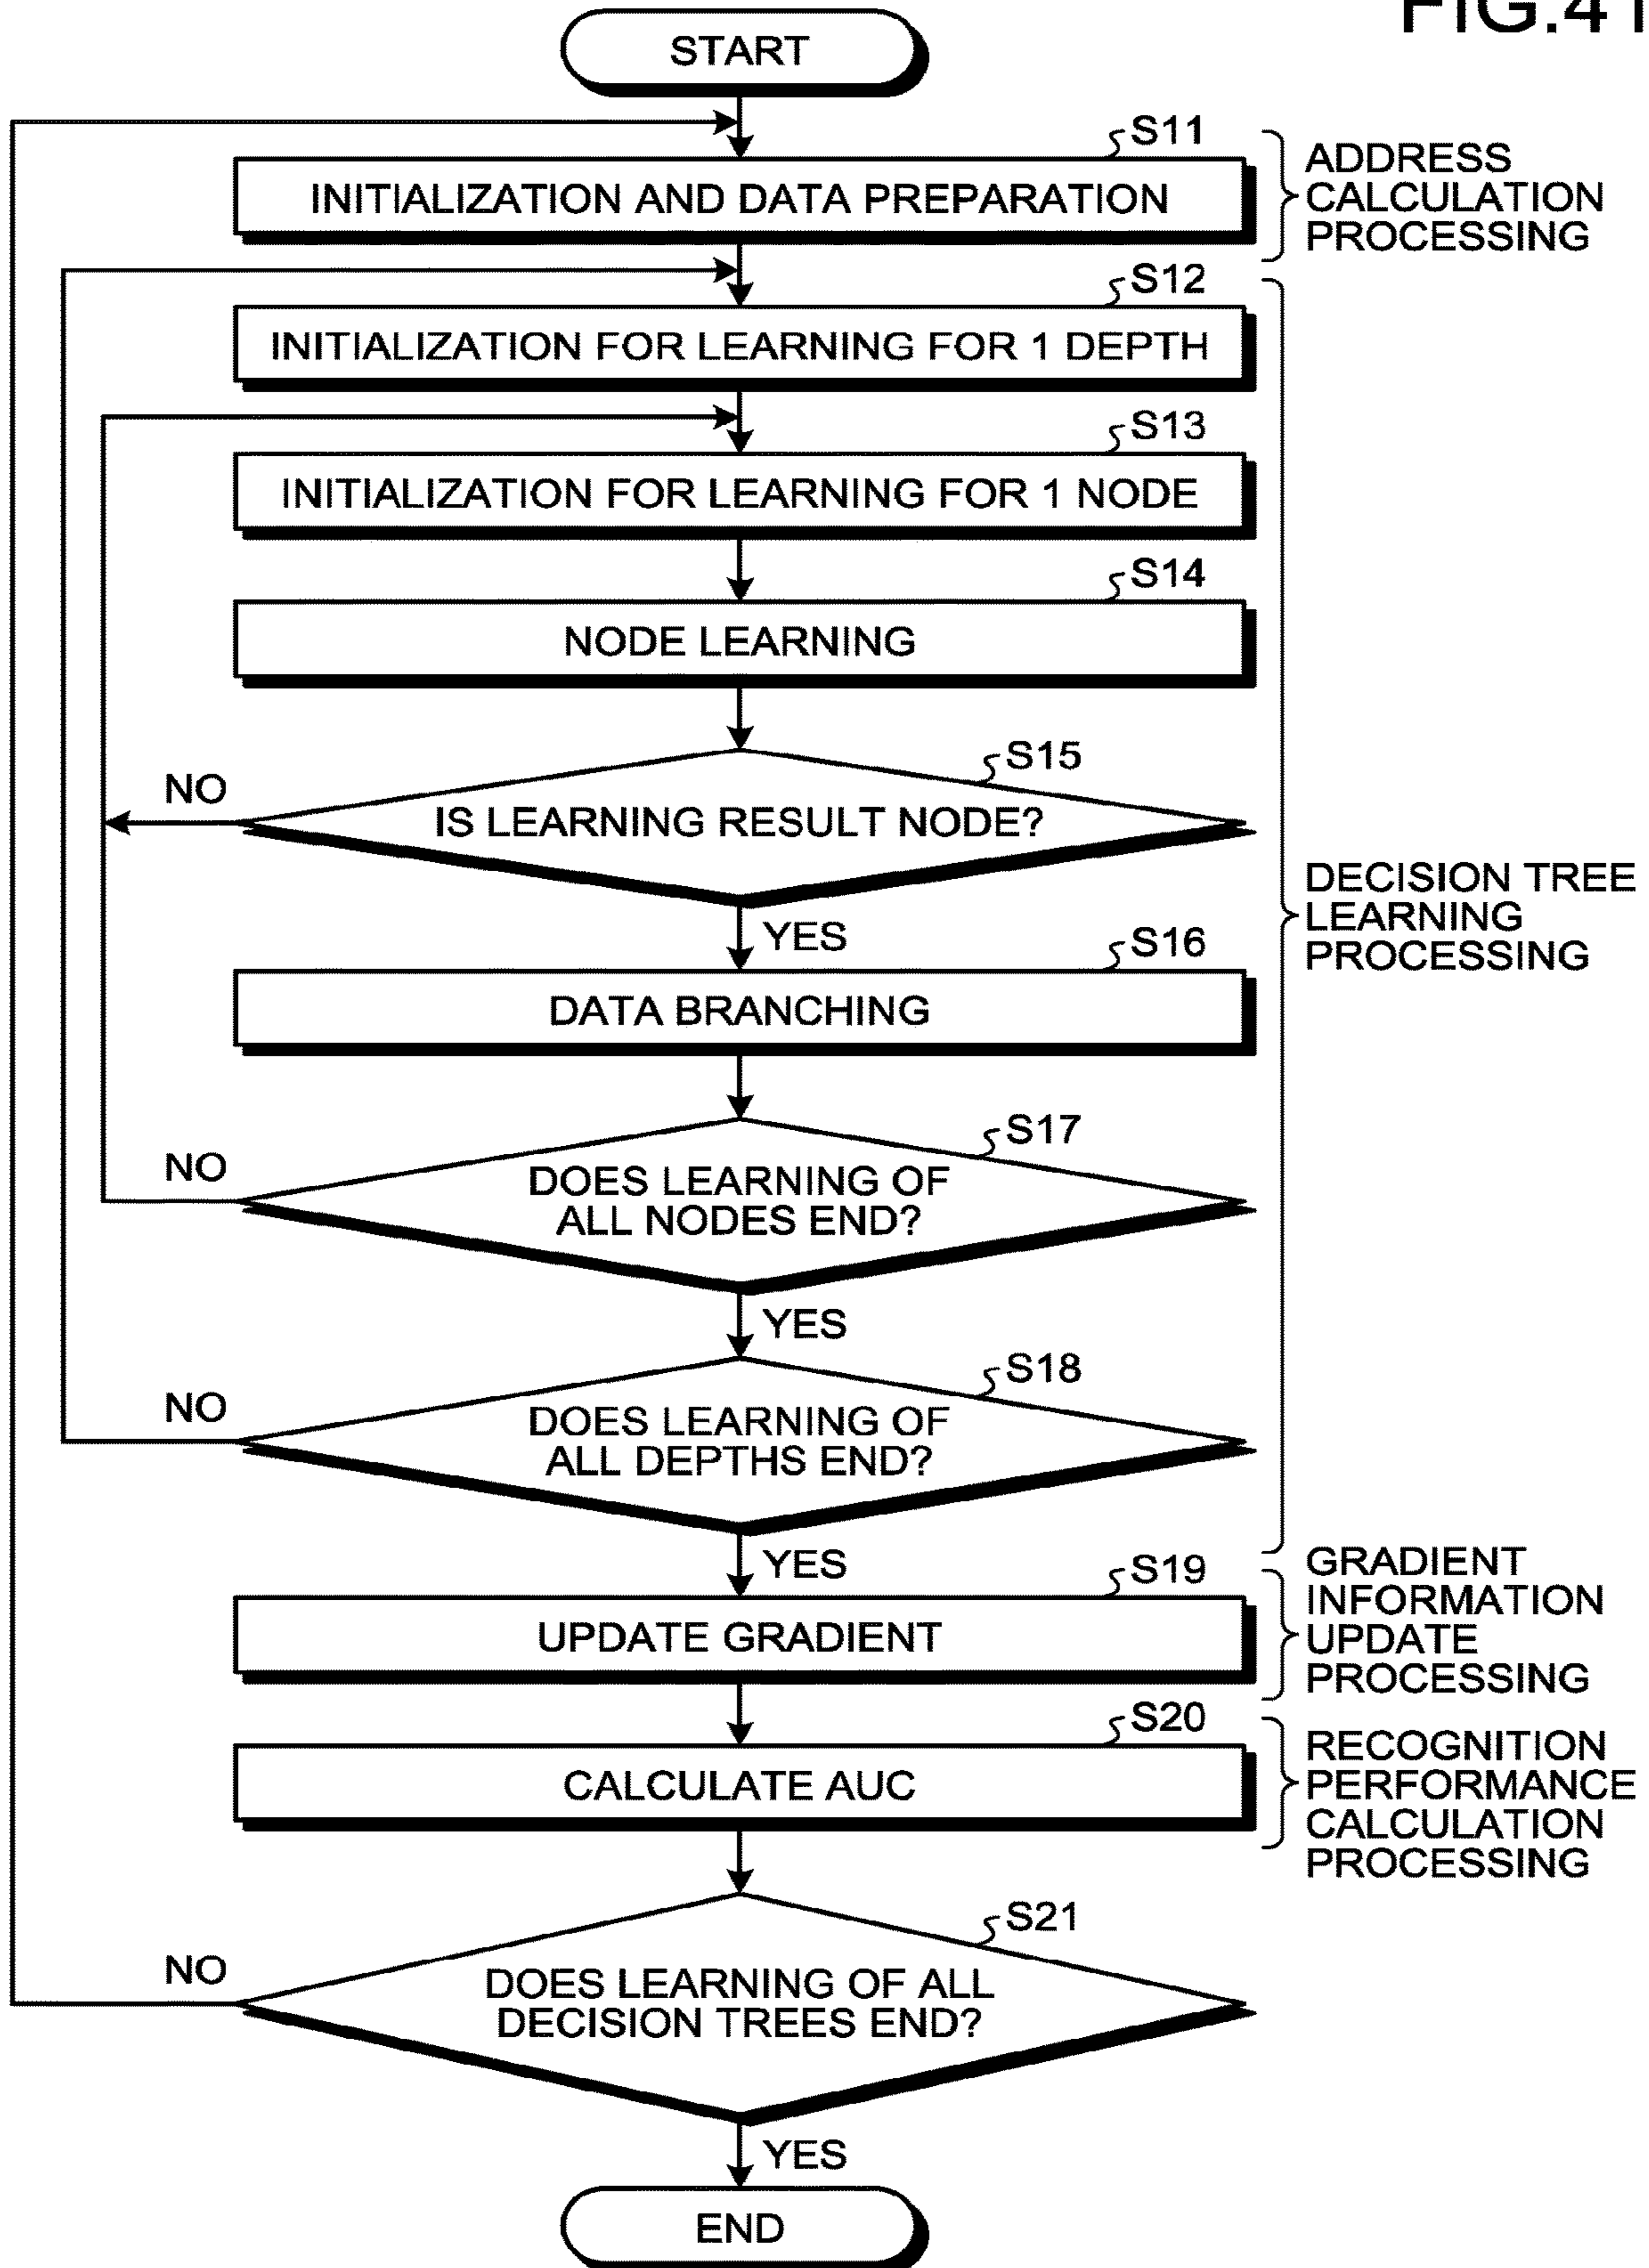 FIG.41
START
S11
INITIALIZATION AND DATA PREPARATION
ADDRESS
CALCULATION
PROCESSING
S12
INITIALIZATION FOR LEARNING FOR 1 DEPTH
S13
INITIALIZATION FOR LEARNING FOR 1 NODE
S14
NODE LEARNING
S15
NO
IS LEARNING RESULT NODE?
YES
DECISION TREE
LEARNING
PROCESSING
S16
DATA BRANCHING
S17
NO
DOES LEARNING OF
ALL NODES END?
YES
S18
NO
DOES LEARNING OF
ALL DEPTHS END?
YES
S19
UPDATE GRADIENT
GRADIENT
INFORMATION
UPDATE
PROCESSING
S20
CALCULATE AUC
RECOGNITION
PERFORMANCE
CALCULATION
PROCESSING
S21
NO
DOES LEARNING OF ALL
DECISION TREES END?
YES
END